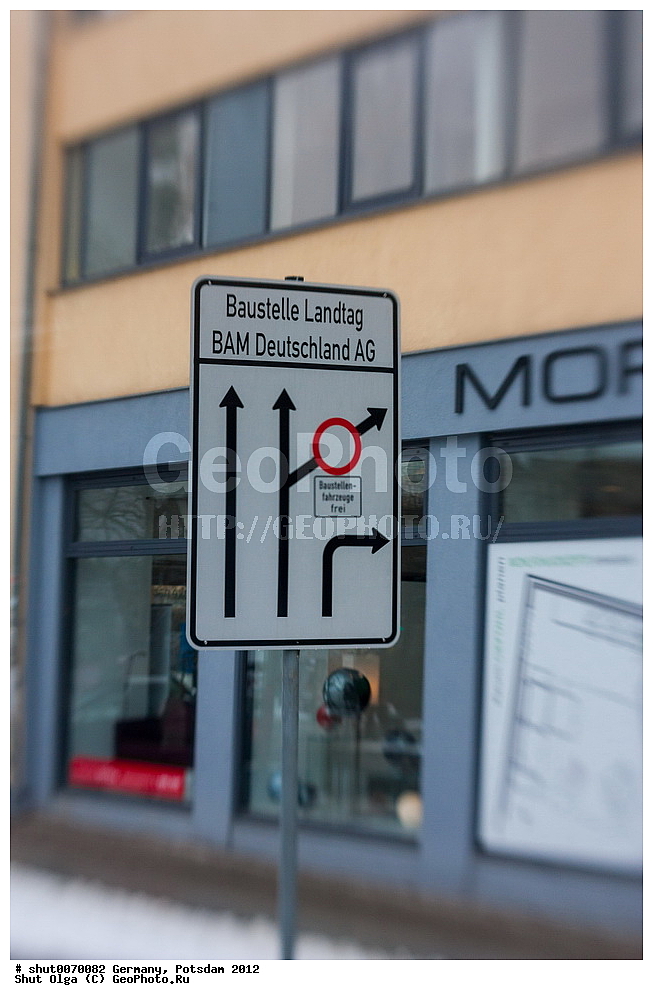 Baustelle Landtag
BAM Deutschland AG
MOR
Baustellen-
fahrzeuge
frei
GeoPhoto
HTTP://GEOPHOTO.RU/
# shut0070082 Germany, Potsdam 2012
Shut Olga (C) GeoPhoto.Ru